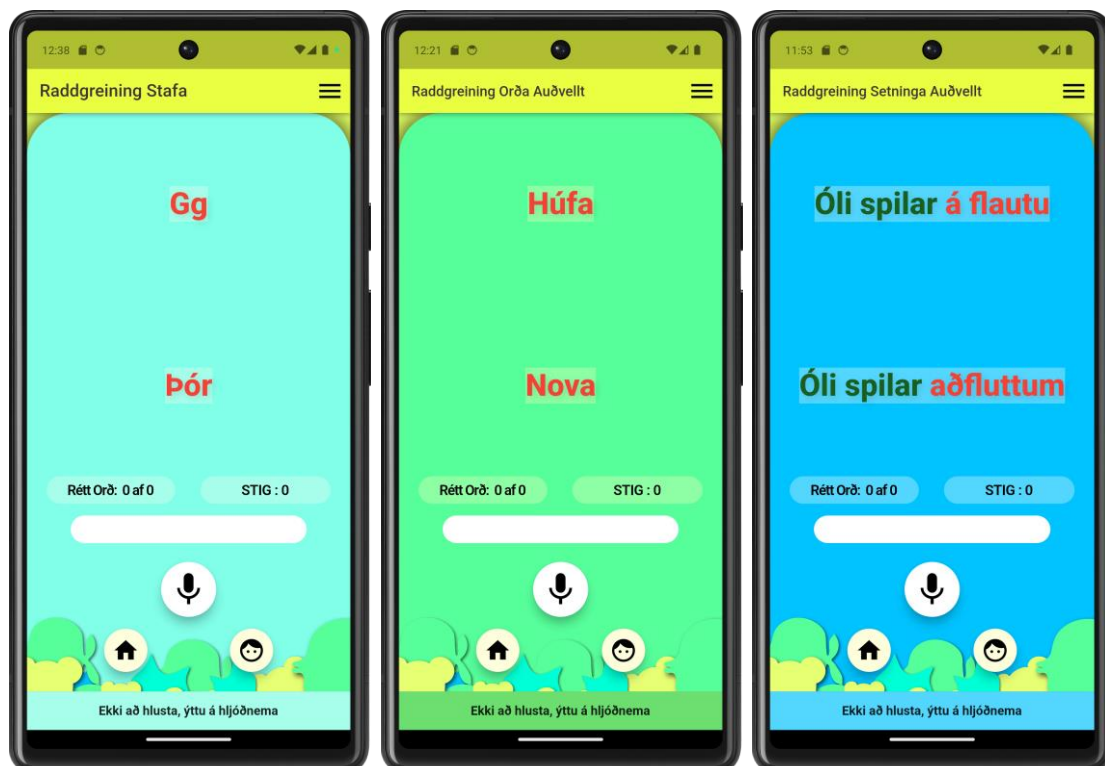 12:38
Raddgreining Stafa
Gg
Þór
Rétt Orð: 0 af 0
STIG : 0
Ekki að hlusta, ýttu á hljóðnema
12:21
Raddgreining Orða Auðvellt
Húfa
Nova
Rétt Orð: 0 af 0
STIG : 0
Ekki að hlusta, ýttu á hljóðnema
11:53
Raddgreining Setninga Auðvellt
Óli spilar á flautu
Óli spilar aðfluttum
Rétt Orð: 0 af 0
STIG : 0
Ekki að hlusta, ýttu á hljóðnema